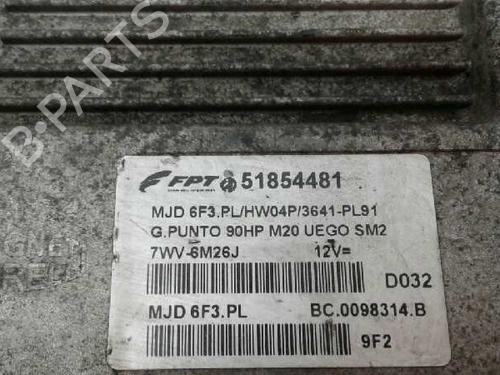 B-PARTS
FPT 51854481
MJD 6F3.PL/HW04P/3641-PL91
G.PUNTO 90HP M20 UEGO SM2
7WV-6M26J 12V=
D032
MJD 6F3.PL BC.0098314.B
9F2